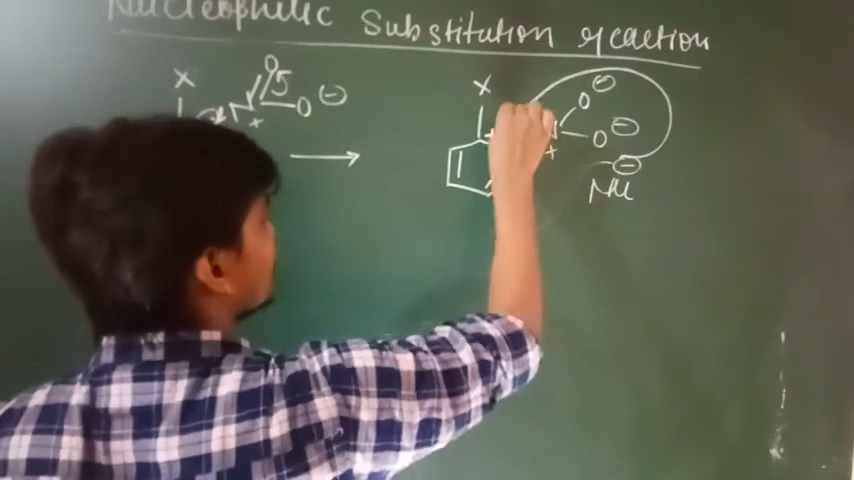 Nucleophilic Substitution reaction
X N + O O ⊖
X O ⊖
+ O ⊖
⊖
Nu